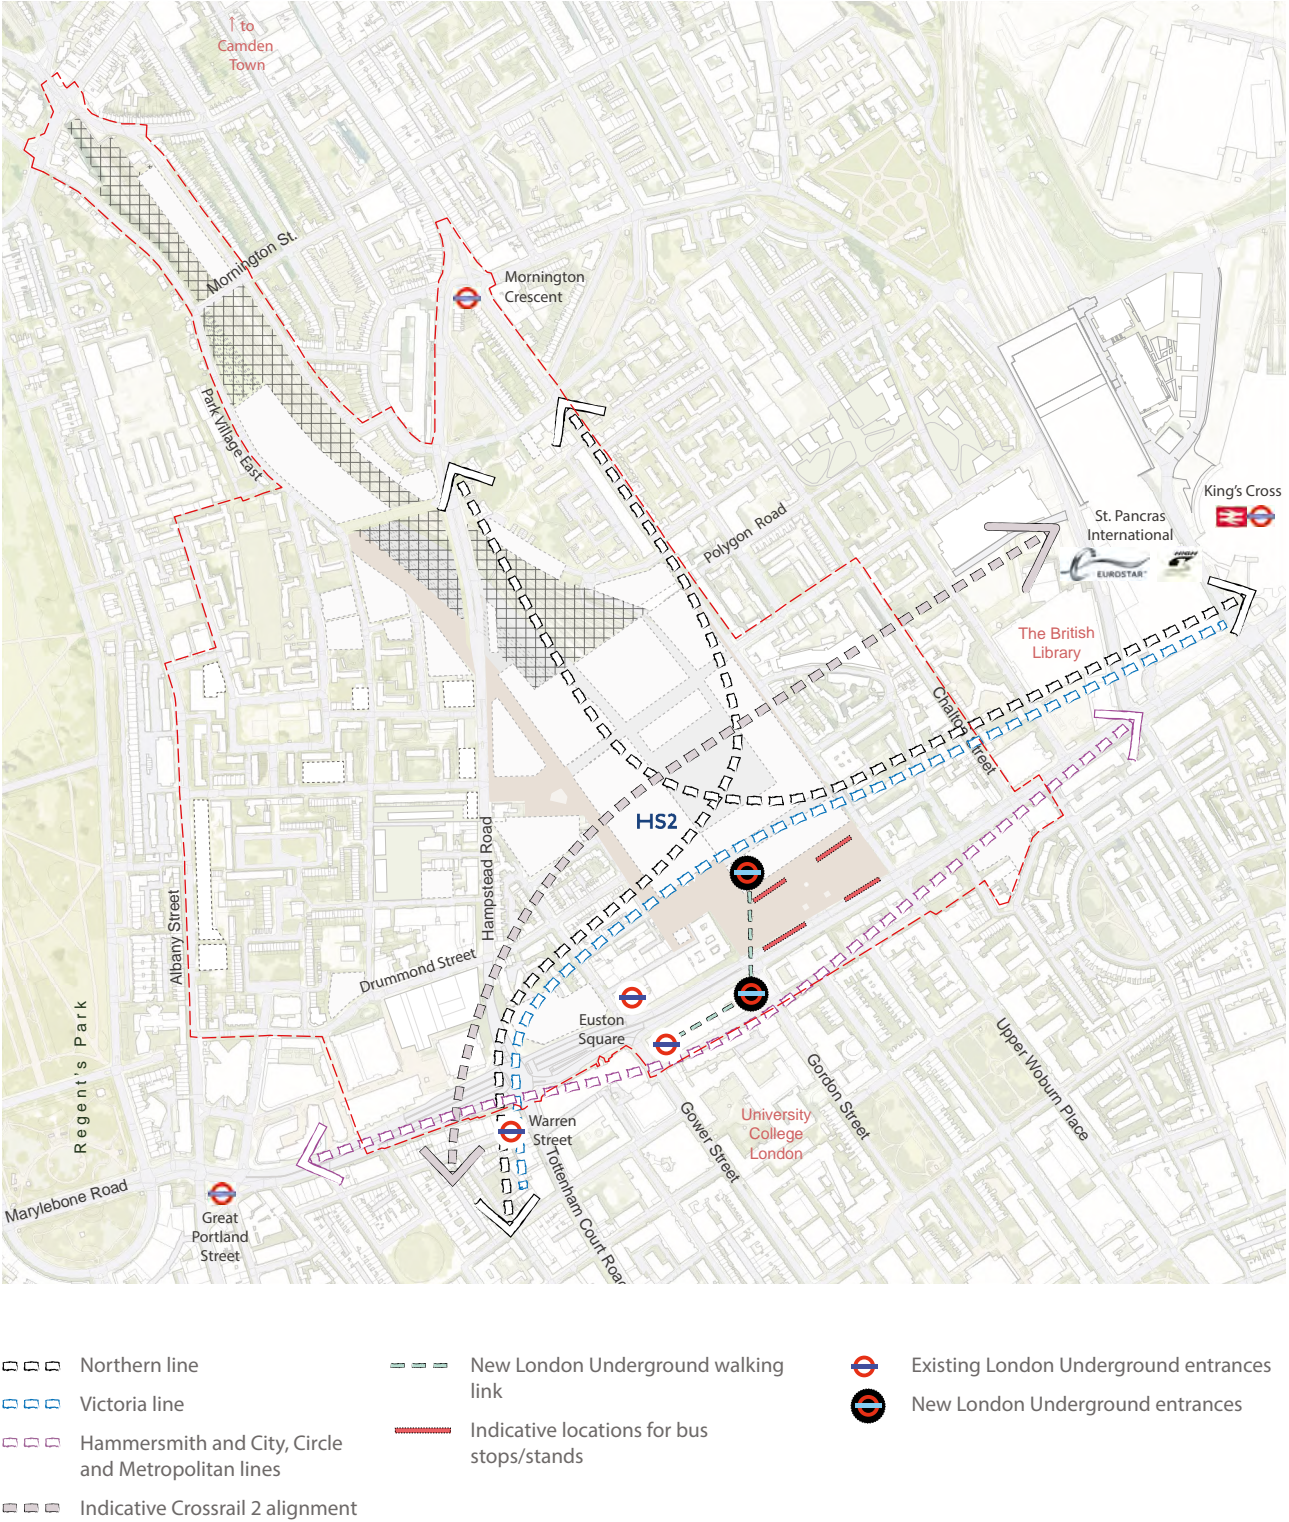 ↑ to
Camden
Town
Mornington St.
Mornington
Crescent
Park Village East
Polygon Road
King's Cross
St. Pancras
International
EUROSTAR™
HIGH
The British
Library
Chalton Street
HS2
Hampstead Road
Albany Street
Drummond Street
Regent's Park
Euston
Square
Upper Woburn Place
Gordon Street
Warren
Street
University
College
London
Gower Street
Tottenham Court Road
Marylebone Road
Great
Portland
Street
Northern line
Victoria line
Hammersmith and City, Circle
and Metropolitan lines
Indicative Crossrail 2 alignment
New London Underground walking
link
Indicative locations for bus
stops/stands
Existing London Underground entrances
New London Underground entrances